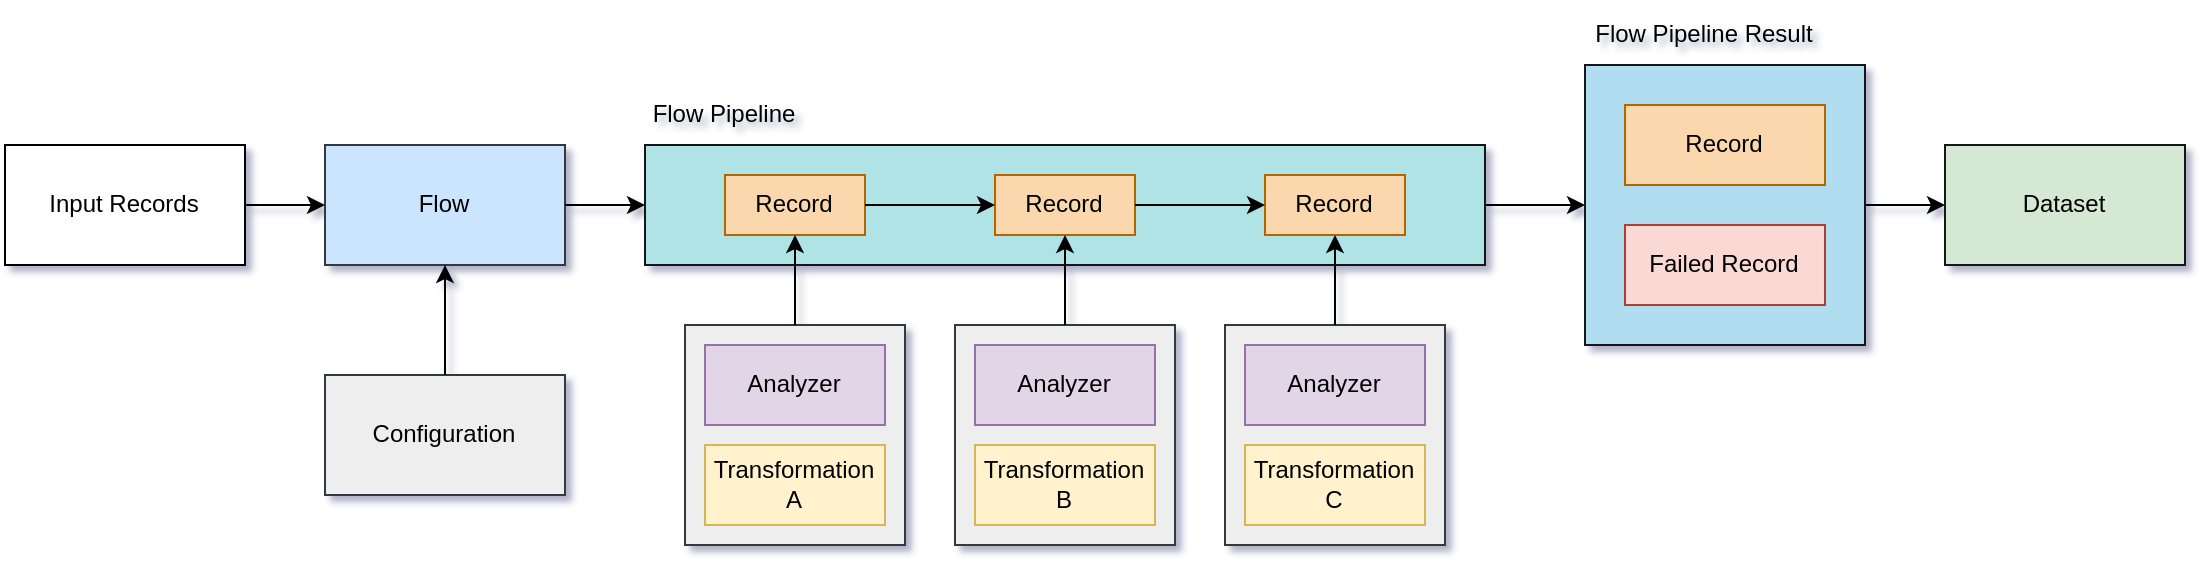 Flow Pipeline Result
Flow Pipeline
Input Records
Flow
Record
Record
Record
Record
Failed Record
Dataset
Configuration
Analyzer
Transformation
A
Analyzer
Transformation
B
Analyzer
Transformation
C